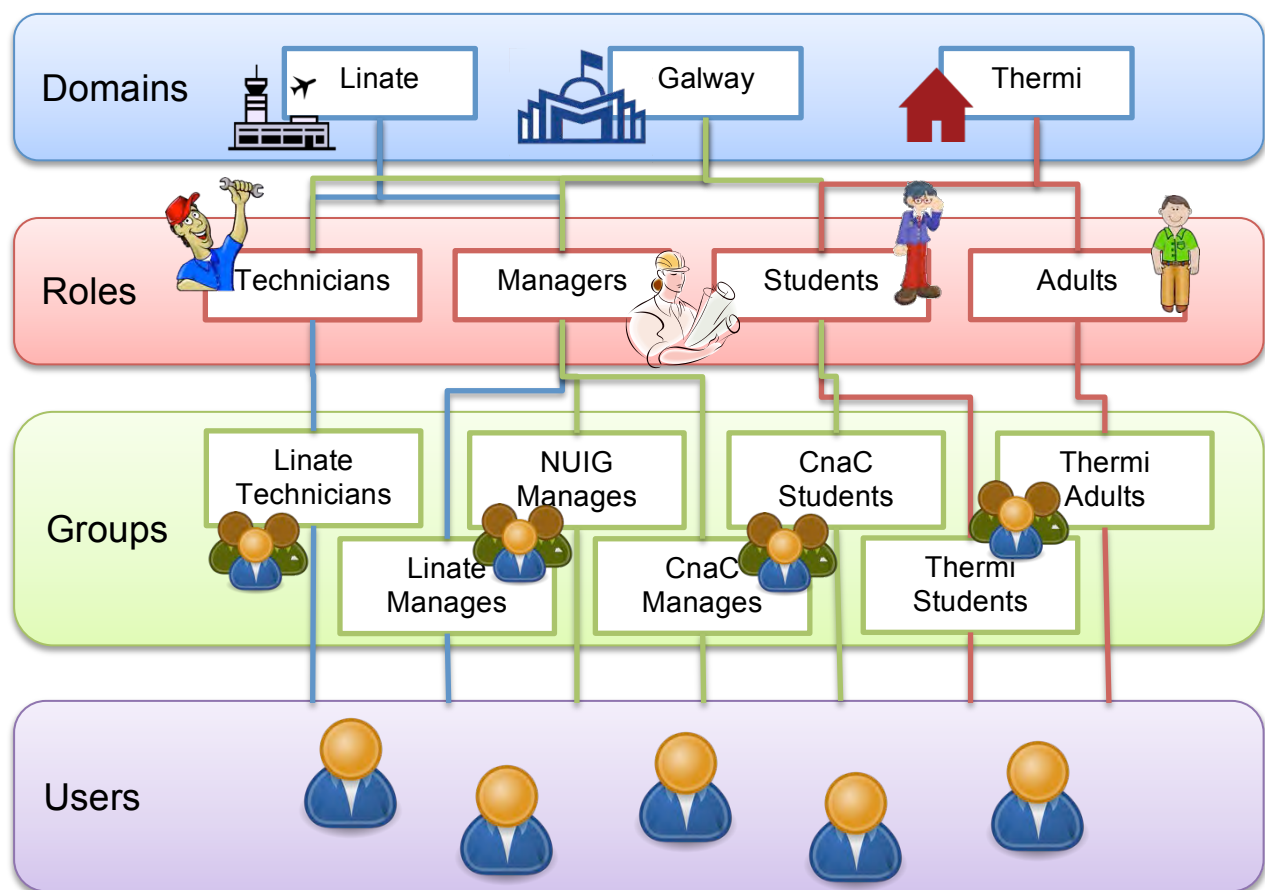 Domains
Linate
Galway
Thermi
Roles
Technicians
Managers
Students
Adults
Groups
Linate
Technicians
NUIG
Manages
CnaC
Students
Thermi
Adults
Linate
Manages
CnaC
Manages
Thermi
Students
Users